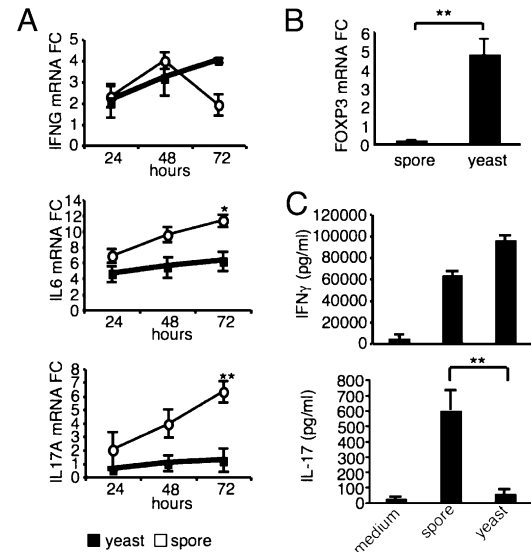 A
IFNG mRNA FC
5
4
3
2
1
0
24 48 72
hours
IL6 mRNA FC
14
12
10
8
6
4
2
0
*
24 48 72
hours
IL17A mRNA FC
8
7
6
5
4
3
2
1
0
**
24 48 72
hours
yeast spore
B
FOXP3 mRNA FC
**
6
5
4
3
2
1
0
spore yeast
C
IFNγ (pg/ml)
120000
100000
80000
60000
40000
20000
0
IL-17 (pg/ml)
**
800
700
600
500
400
300
200
100
0
medium spore yeast